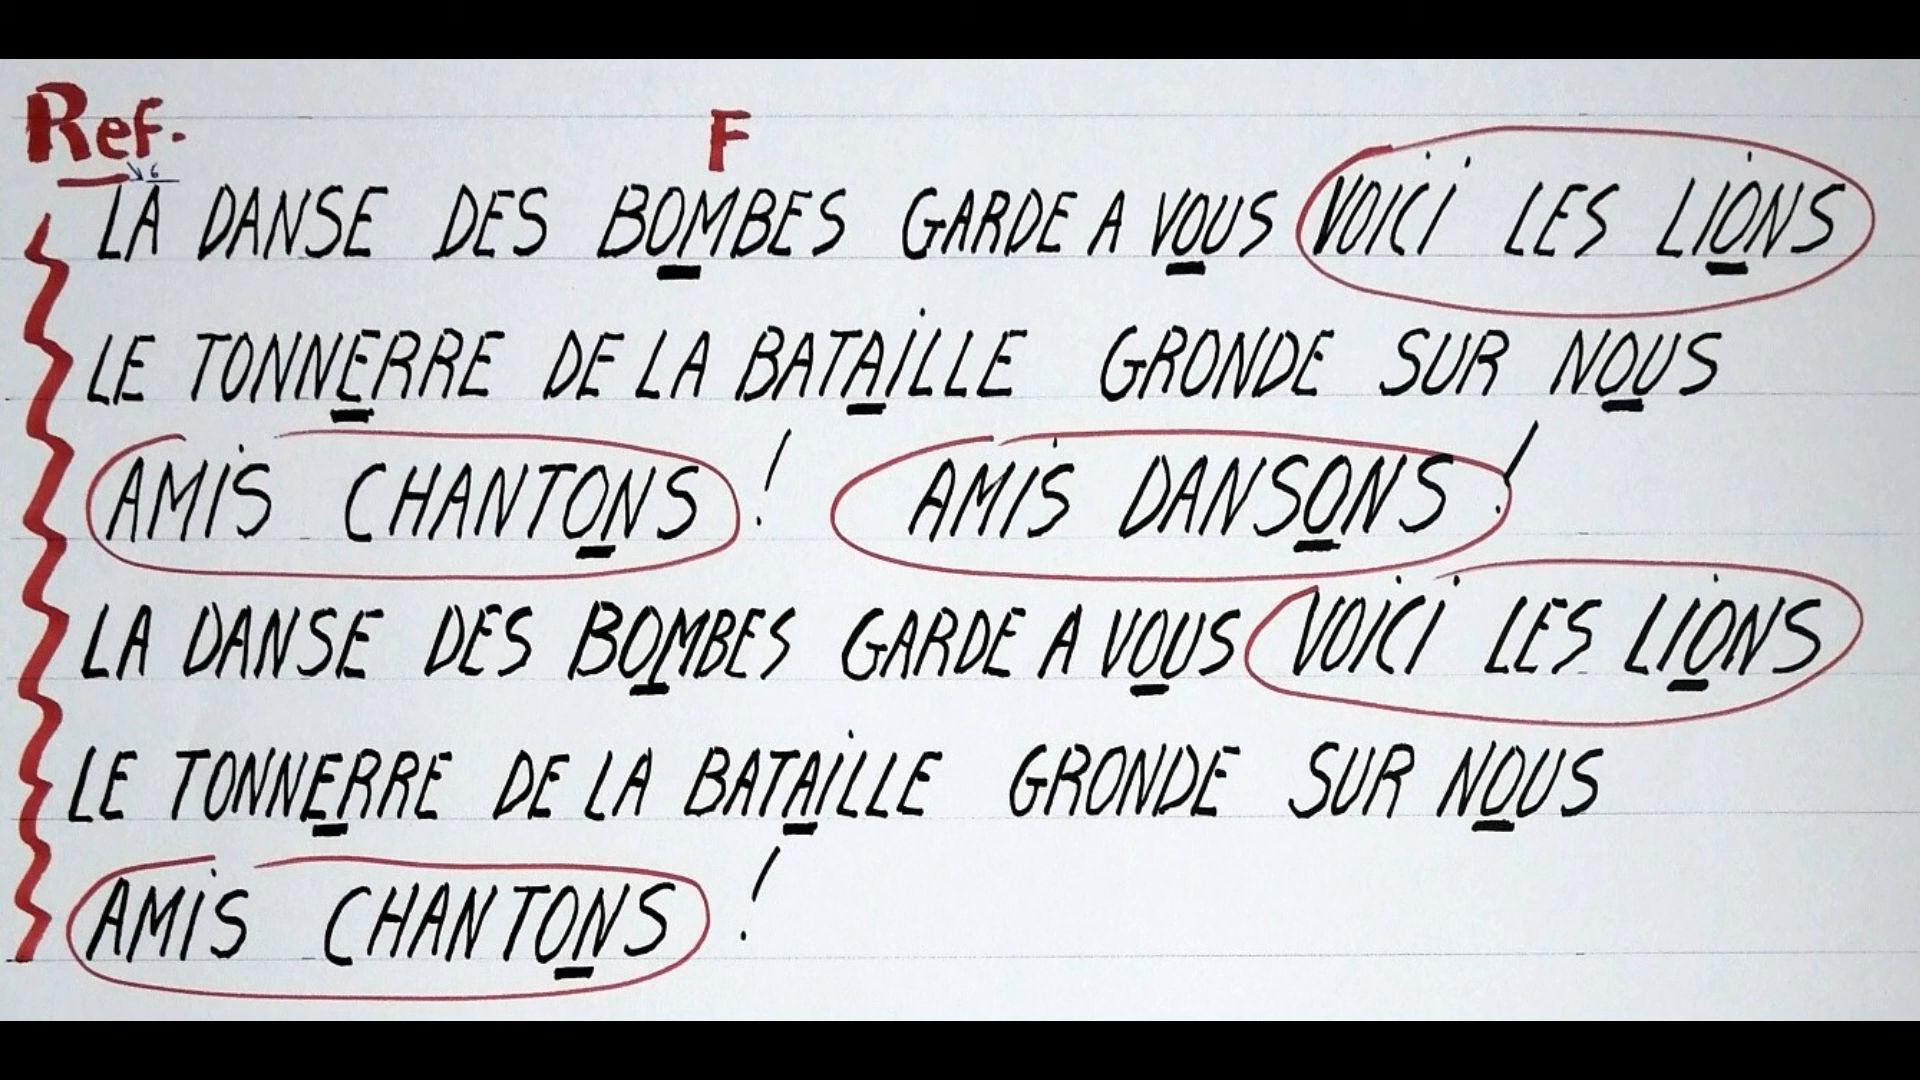 Ref. F
LA DANSE DES BOMBES GARDE A VOUS VOICI LES LIONS
LE TONNERRE DE LA BATAILLE GRONDE SUR NOUS
AMIS CHANTONS ! AMIS DANSONS !
LA DANSE DES BOMBES GARDE A VOUS VOICI LES LIONS
LE TONNERRE DE LA BATAILLE GRONDE SUR NOUS
AMIS CHANTONS !